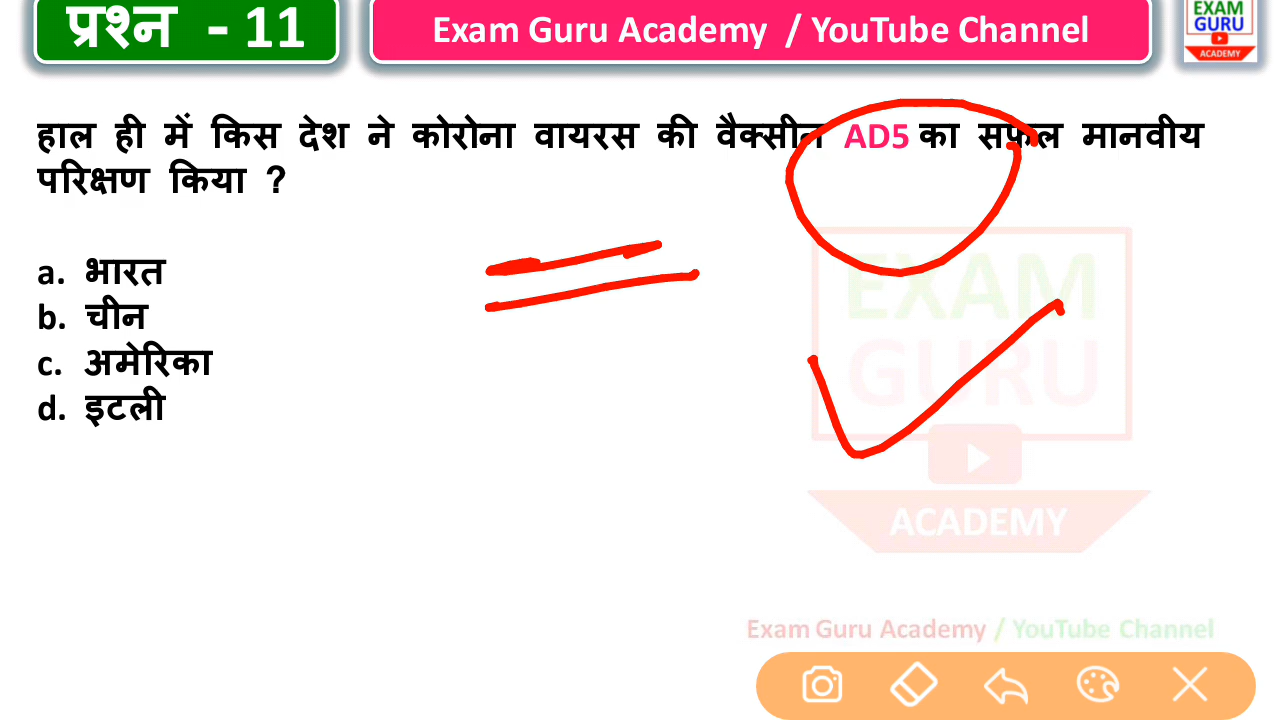 प्रश्न - 11
Exam Guru Academy / YouTube Channel
EXAM
GURU
ACADEMY
हाल ही में किस देश ने कोरोना वायरस की वैक्सीन AD5 का सफल मानवीय
परिक्षण किया ?
a. भारत
b. चीन
c. अमेरिका
d. इटली
EXAM
GURU
ACADEMY
Exam Guru Academy / YouTube Channel